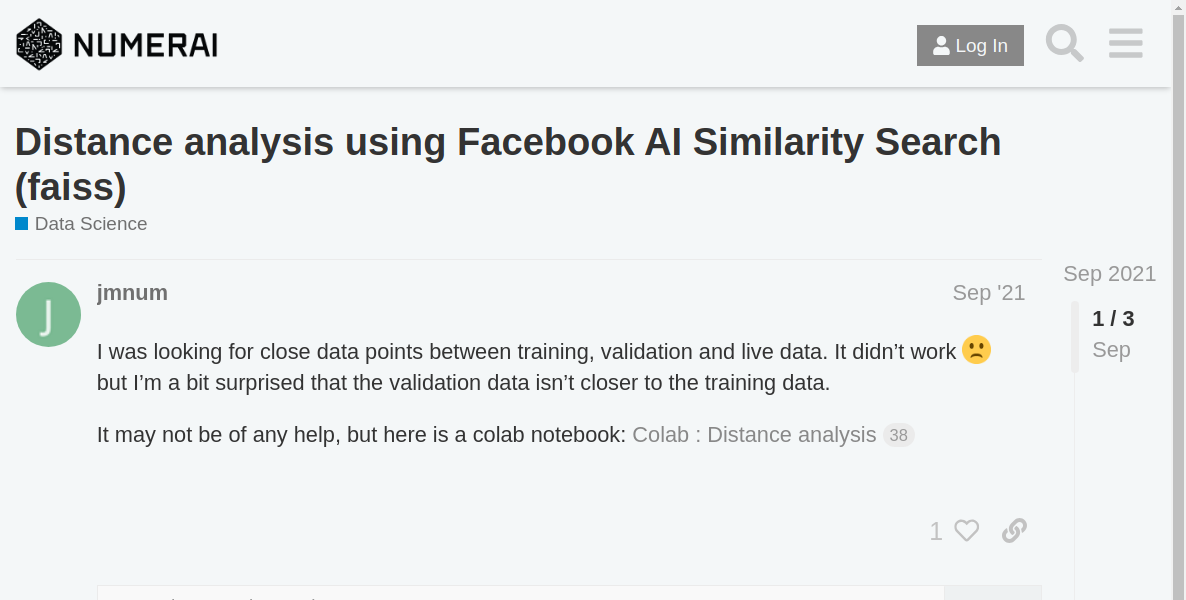 NUMERAI
Log In
Distance analysis using Facebook AI Similarity Search
(faiss)
Data Science
Sep 2021
jmnum
Sep '21
J
1 / 3
Sep
I was looking for close data points between training, validation and live data. It didn’t work
but I’m a bit surprised that the validation data isn’t closer to the training data.
It may not be of any help, but here is a colab notebook: Colab : Distance analysis 38
1